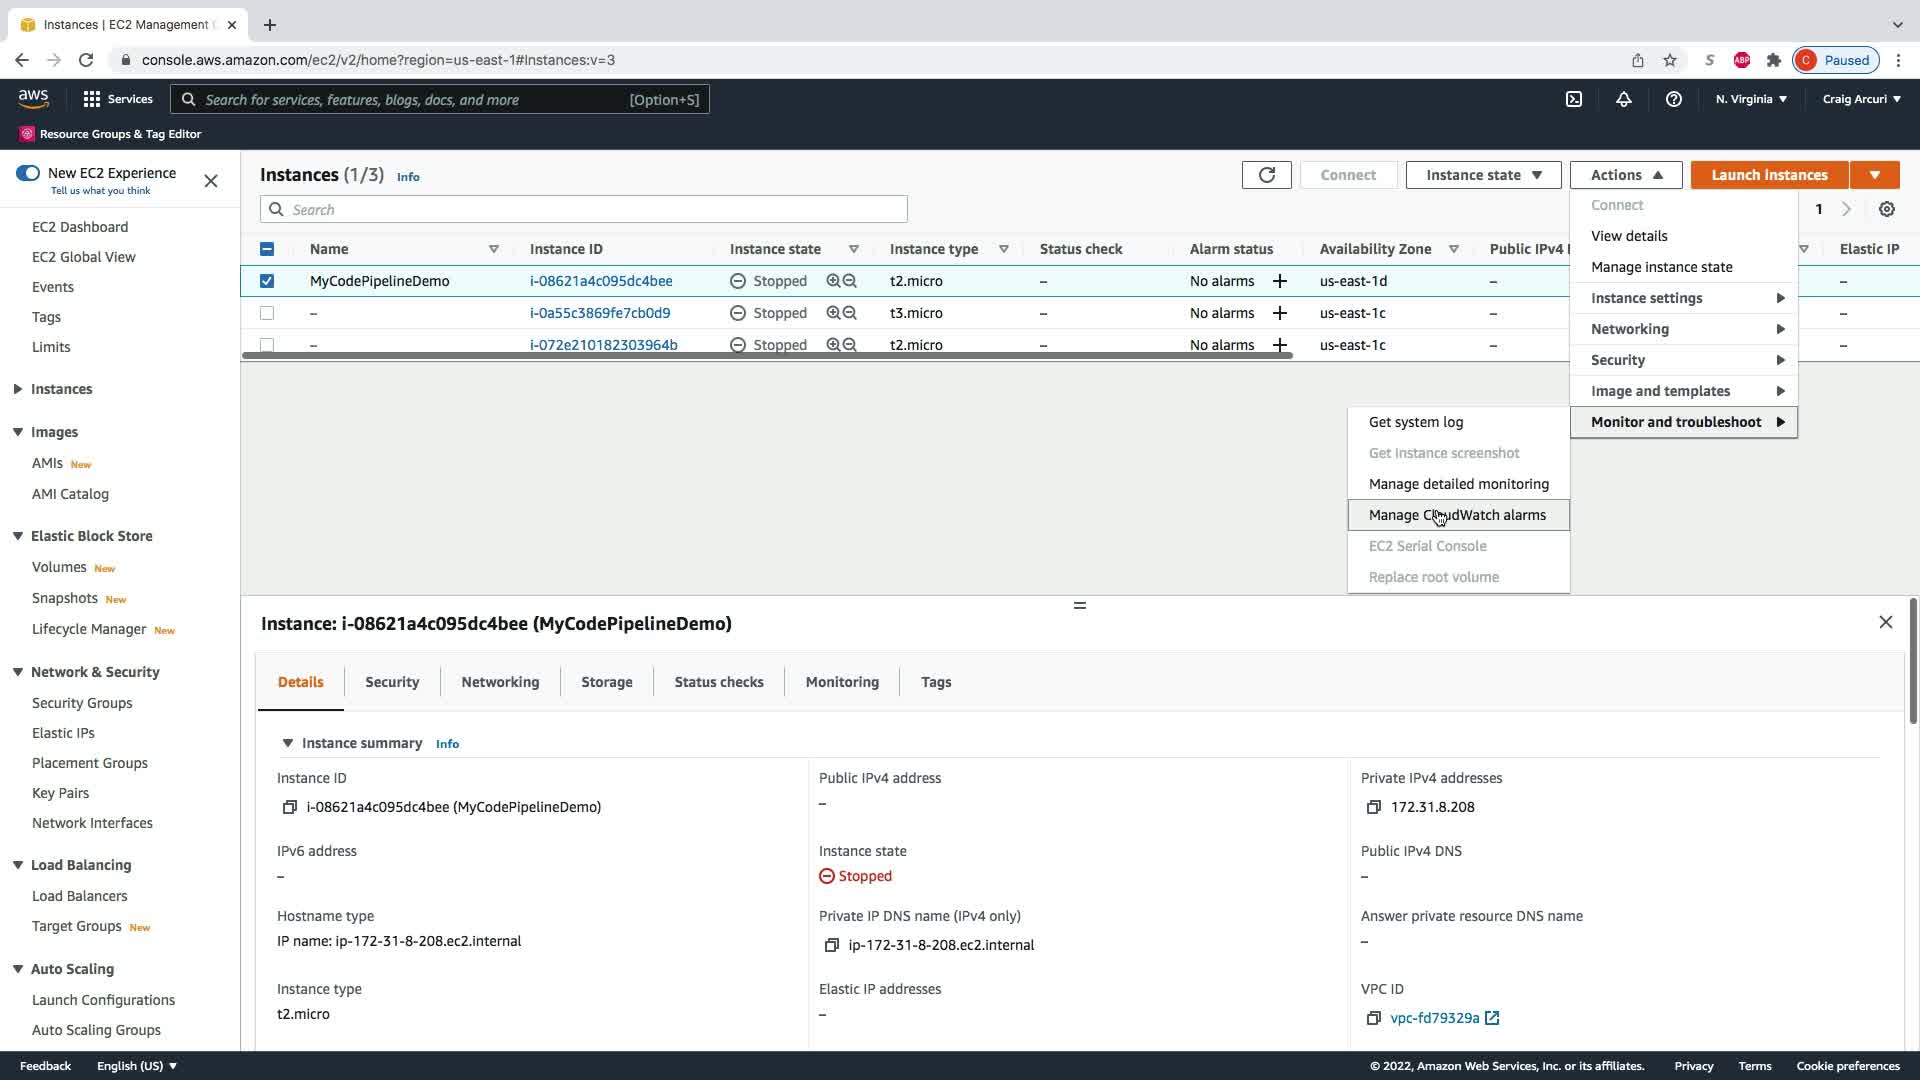 Instances | EC2 Management C
console.aws.amazon.com/ec2/v2/home?region=us-east-1#Instances:v=3
S
ABP
C Paused
aws
Services
Search for services, features, blogs, docs, and more [Option+S]
N. Virginia
Craig Arcuri
Resource Groups & Tag Editor
New EC2 Experience
Tell us what you think
EC2 Dashboard
EC2 Global View
Events
Tags
Limits
Instances
Images
AMIs New
AMI Catalog
Elastic Block Store
Volumes New
Snapshots New
Lifecycle Manager New
Network & Security
Security Groups
Elastic IPs
Placement Groups
Key Pairs
Network Interfaces
Load Balancing
Load Balancers
Target Groups New
Auto Scaling
Launch Configurations
Auto Scaling Groups
Instances (1/3) Info
Connect
Instance state
Actions
Launch Instances
Search
1
Name Instance ID Instance state Instance type Status check Alarm status Availability Zone Public IPv4 Elastic IP
MyCodePipelineDemo i-08621a4c095dc4bee Stopped t2.micro – No alarms + us-east-1d – –
– i-0a55c3869fe7cb0d9 Stopped t3.micro – No alarms + us-east-1c – –
– i-072e210182303964b Stopped t2.micro – No alarms + us-east-1c – –
Connect
View details
Manage instance state
Instance settings
Networking
Security
Image and templates
Monitor and troubleshoot
Get system log
Get instance screenshot
Manage detailed monitoring
Manage CloudWatch alarms
EC2 Serial Console
Replace root volume
Instance: i-08621a4c095dc4bee (MyCodePipelineDemo)
Details Security Networking Storage Status checks Monitoring Tags
Instance summary Info
Instance ID
i-08621a4c095dc4bee (MyCodePipelineDemo)
Public IPv4 address
–
Private IPv4 addresses
172.31.8.208
IPv6 address
–
Instance state
Stopped
Public IPv4 DNS
–
Hostname type
IP name: ip-172-31-8-208.ec2.internal
Private IP DNS name (IPv4 only)
ip-172-31-8-208.ec2.internal
Answer private resource DNS name
–
Instance type
t2.micro
Elastic IP addresses
–
VPC ID
vpc-fd79329a
Feedback English (US)
© 2022, Amazon Web Services, Inc. or its affiliates. Privacy Terms Cookie preferences